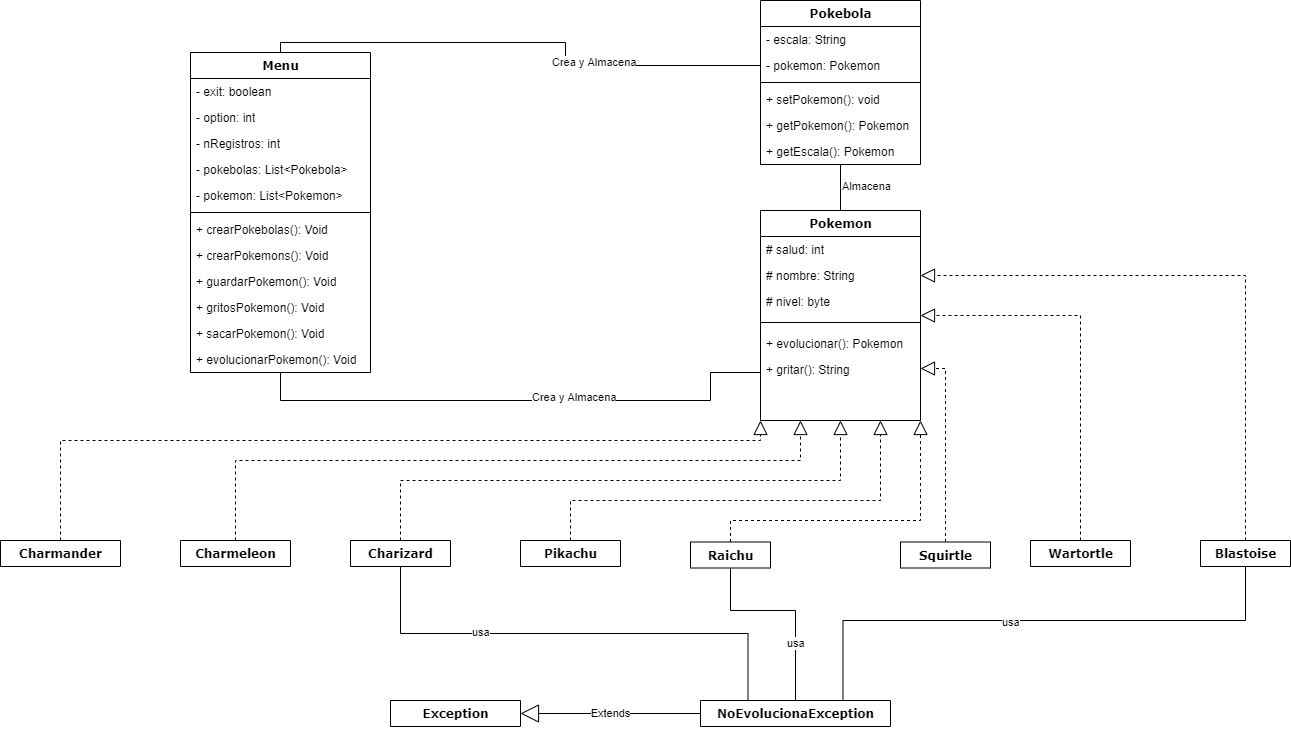 Pokebola
- escala: String
- pokemon: Pokemon
+ setPokemon(): void
+ getPokemon(): Pokemon
+ getEscala(): Pokemon
Menu
- exit: boolean
- option: int
- nRegistros: int
- pokebolas: List<Pokebola>
- pokemon: List<Pokemon>
+ crearPokebolas(): Void
+ crearPokemons(): Void
+ guardarPokemon(): Void
+ gritosPokemon(): Void
+ sacarPokemon(): Void
+ evolucionarPokemon(): Void
Crea y Almacena
Almacena
Pokemon
# salud: int
# nombre: String
# nivel: byte
+ evolucionar(): Pokemon
+ gritar(): String
Crea y Almacena
Charmander
Charmeleon
Charizard
Pikachu
Raichu
Squirtle
Wartortle
Blastoise
usa
usa
usa
Exception
Extends
NoEvolucionaException